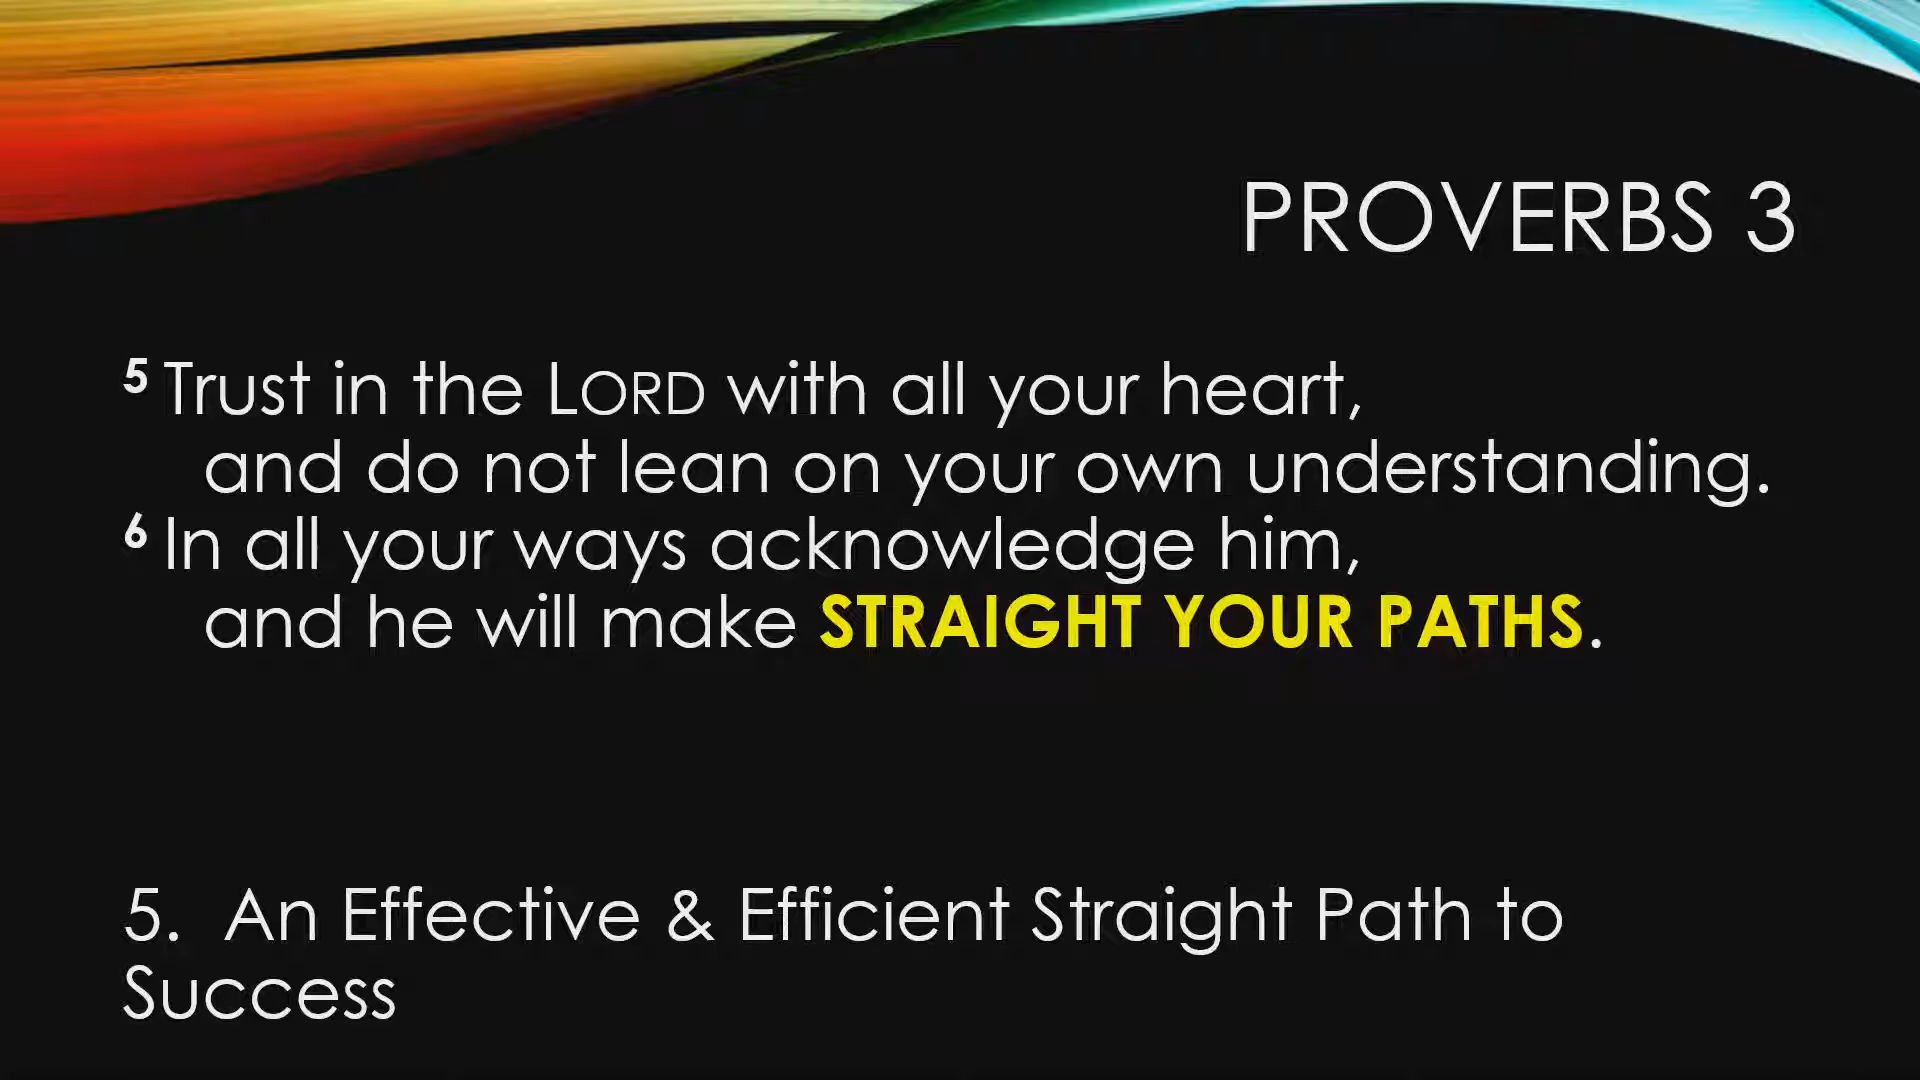 PROVERBS 3
5 Trust in the LORD with all your heart,
and do not lean on your own understanding.
6 In all your ways acknowledge him,
and he will make STRAIGHT YOUR PATHS.
5. An Effective & Efficient Straight Path to
Success